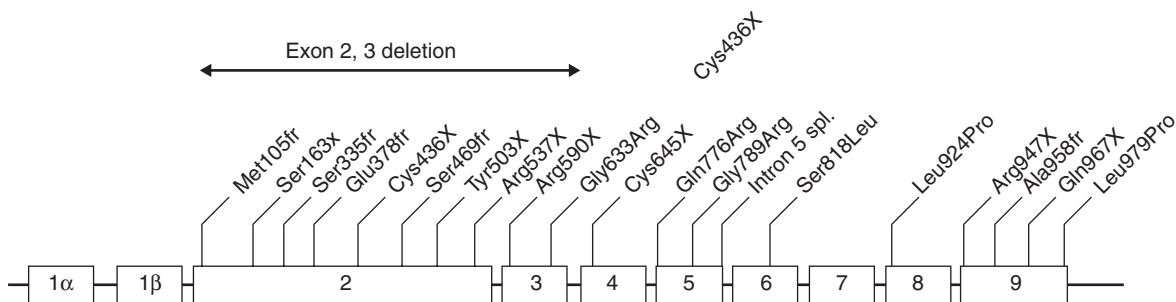 Cys436X
Exon 2, 3 deletion
Met105fr
Ser163x
Ser335fr
Glu378fr
Cys436X
Ser469fr
Tyr503X
Arg537X
Arg590X
Gly633Arg
Cys645X
Gln776Arg
Gly789Arg
Intron 5 spl.
Ser818Leu
Leu924Pro
Arg947X
Ala958fr
Gln967X
Leu979Pro
1α 1β 2 3 4 5 6 7 8 9